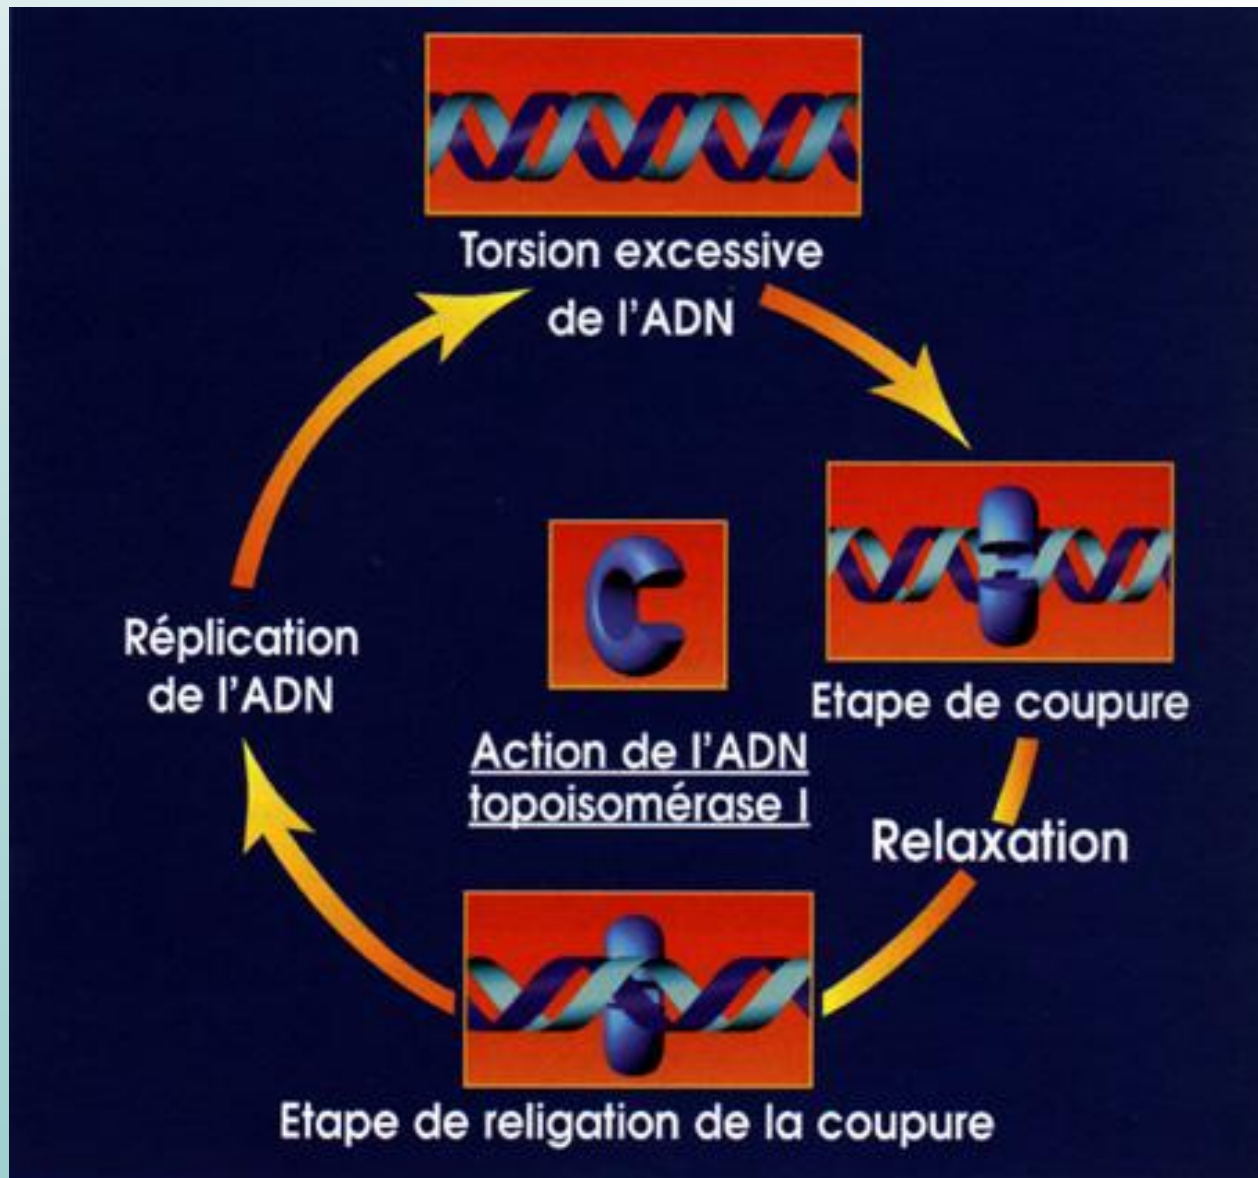 Torsion excessive
de l'ADN
Etape de coupure
Relaxation
Etape de religation de la coupure
Réplication
de l'ADN
Action de l'ADN
topoisomérase I